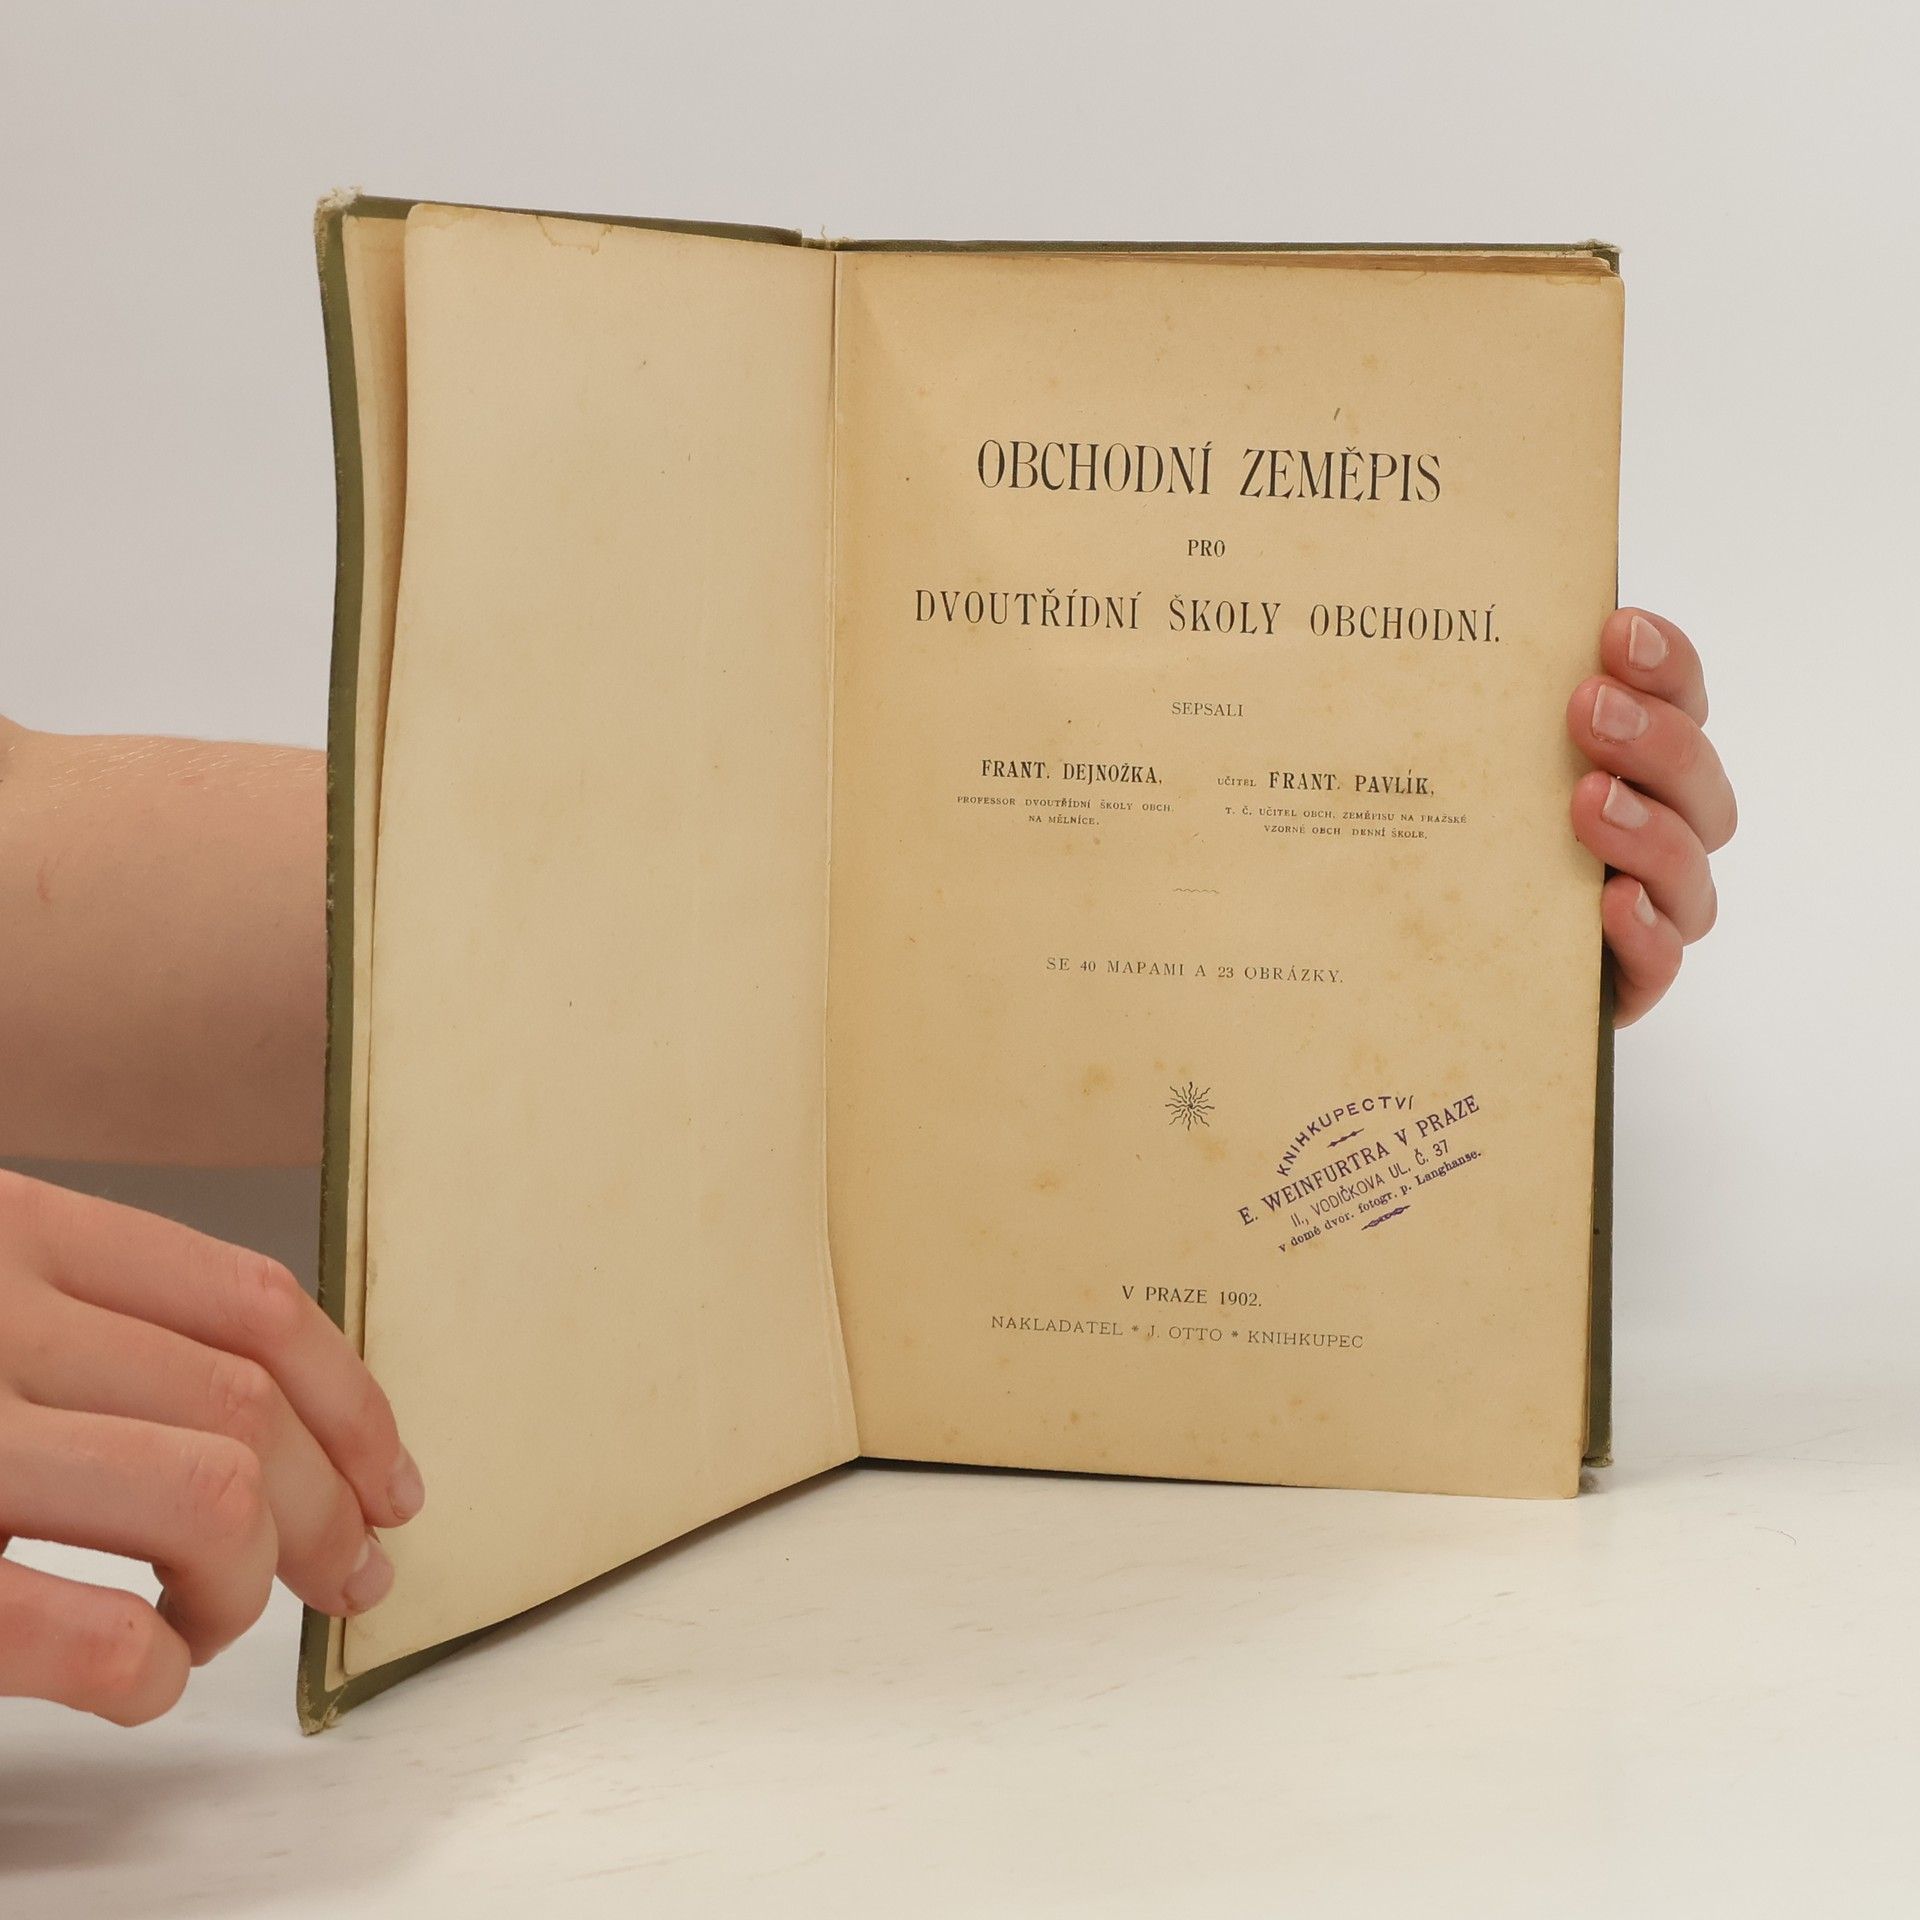 OBCHODNÍ ZEMĚPIS
PRO
DVOUTŘÍDNÍ ŠKOLY OBCHODNÍ.
SEPSALI
FRANT. DEJNOŽKA,
PROFESSOR DVOUTŘÍDNÍ ŠKOLY OBCH.
NA MĚLNÍCE.
UČITEL FRANT. PAVLÍK,
T. Č. UČITEL OBCH. ZEMĚPISU NA PRAŽSKÉ
VZORNÉ OBCH DENNÍ ŠKOLE.
SE 40 MAPAMI A 23 OBRÁZKY.
KNIHKUPECTVÍ
E. WEINFURTRA V PRAZE
II., VODIČKOVA UL. Č. 37
v domě dvor. fotogr. p. Langhanse.
V PRAZE 1902.
NAKLADATEL * J. OTTO * KNIHKUPEC